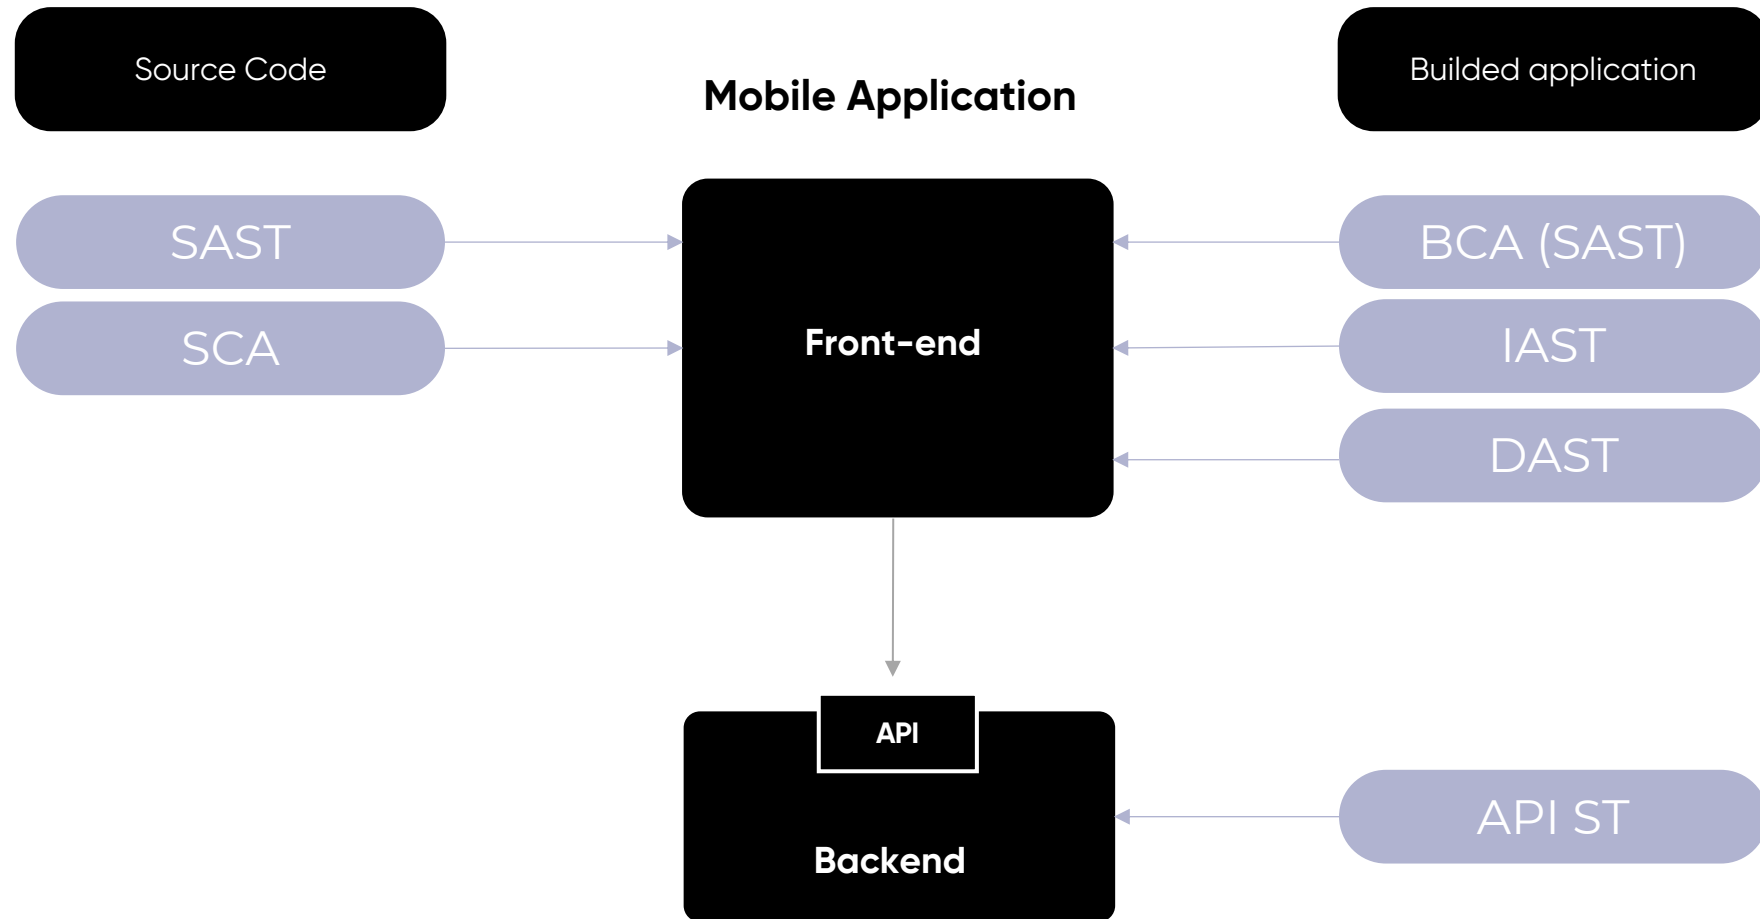 Source Code
Mobile Application
Builded application
SAST
SCA
Front-end
BCA (SAST)
IAST
DAST
API
Backend
API ST